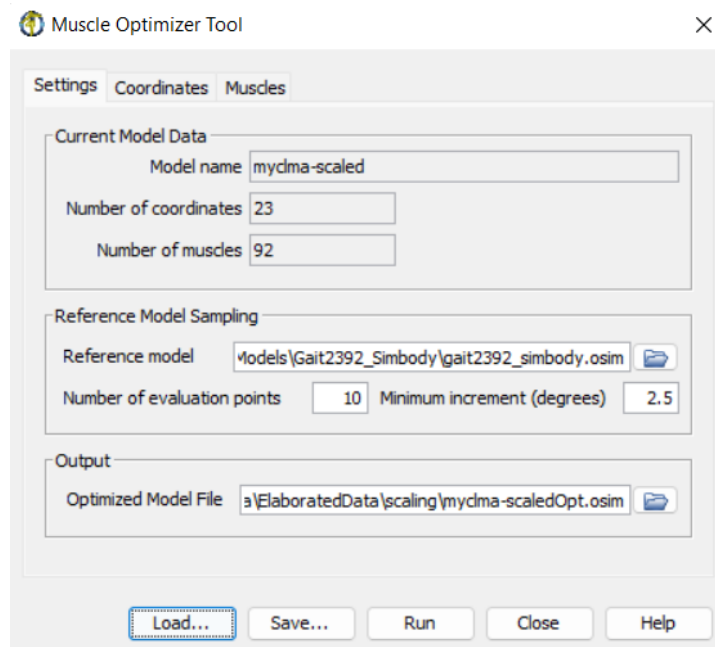 Muscle Optimizer Tool
Settings Coordinates Muscles
Current Model Data
Model name myclma-scaled
Number of coordinates 23
Number of muscles 92
Reference Model Sampling
Reference model Models\Gait2392_Simbody\gait2392_simbody.osim
Number of evaluation points 10 Minimum increment (degrees) 2.5
Output
Optimized Model File a\ElaboratedData\scaling\myclma-scaledOpt.osim
Load... Save... Run Close Help